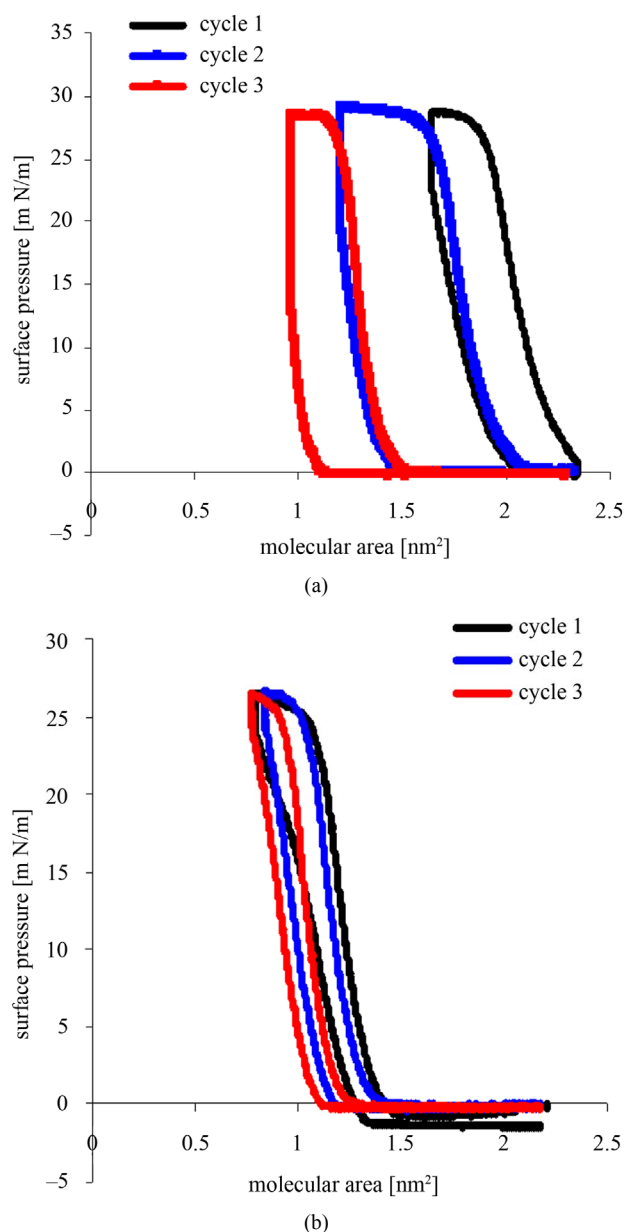 cycle 1
cycle 2
cycle 3
35
30
25
20
15
10
5
0
–5
surface pressure [m N/m]
0 0.5 1 1.5 2 2.5
molecular area [nm²]
(a)
cycle 1
cycle 2
cycle 3
30
25
20
15
10
5
0
–5
surface pressure [m N/m]
0 0.5 1 1.5 2 2.5
molecular area [nm²]
(b)